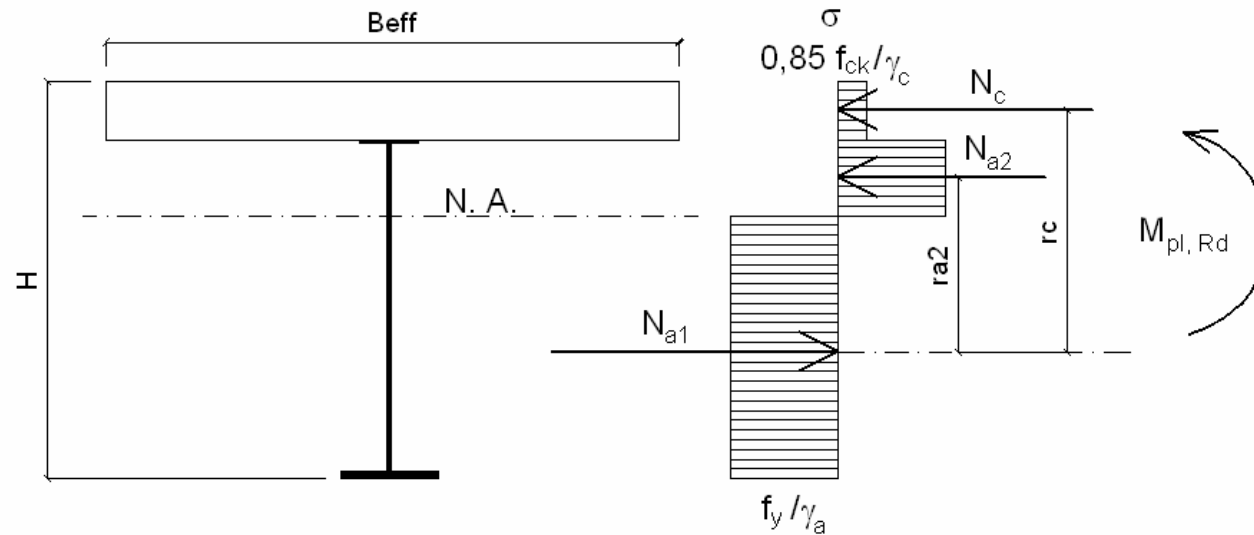 Beff
σ
0,85 f_ck/γ_c
N_c
N_a2
N. A.
H
ra2
rc
M_pl, Rd
N_a1
f_y/γ_a